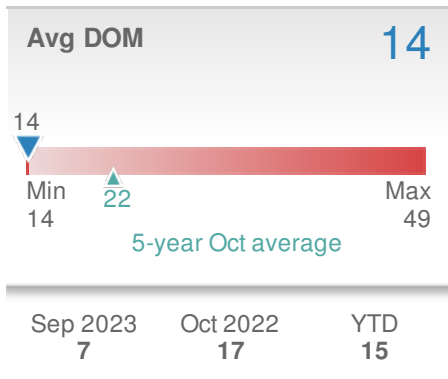 Avg DOM 14
14
Min Max
14 22 49
5-year Oct average
Sep 2023 Oct 2022 YTD
7 17 15